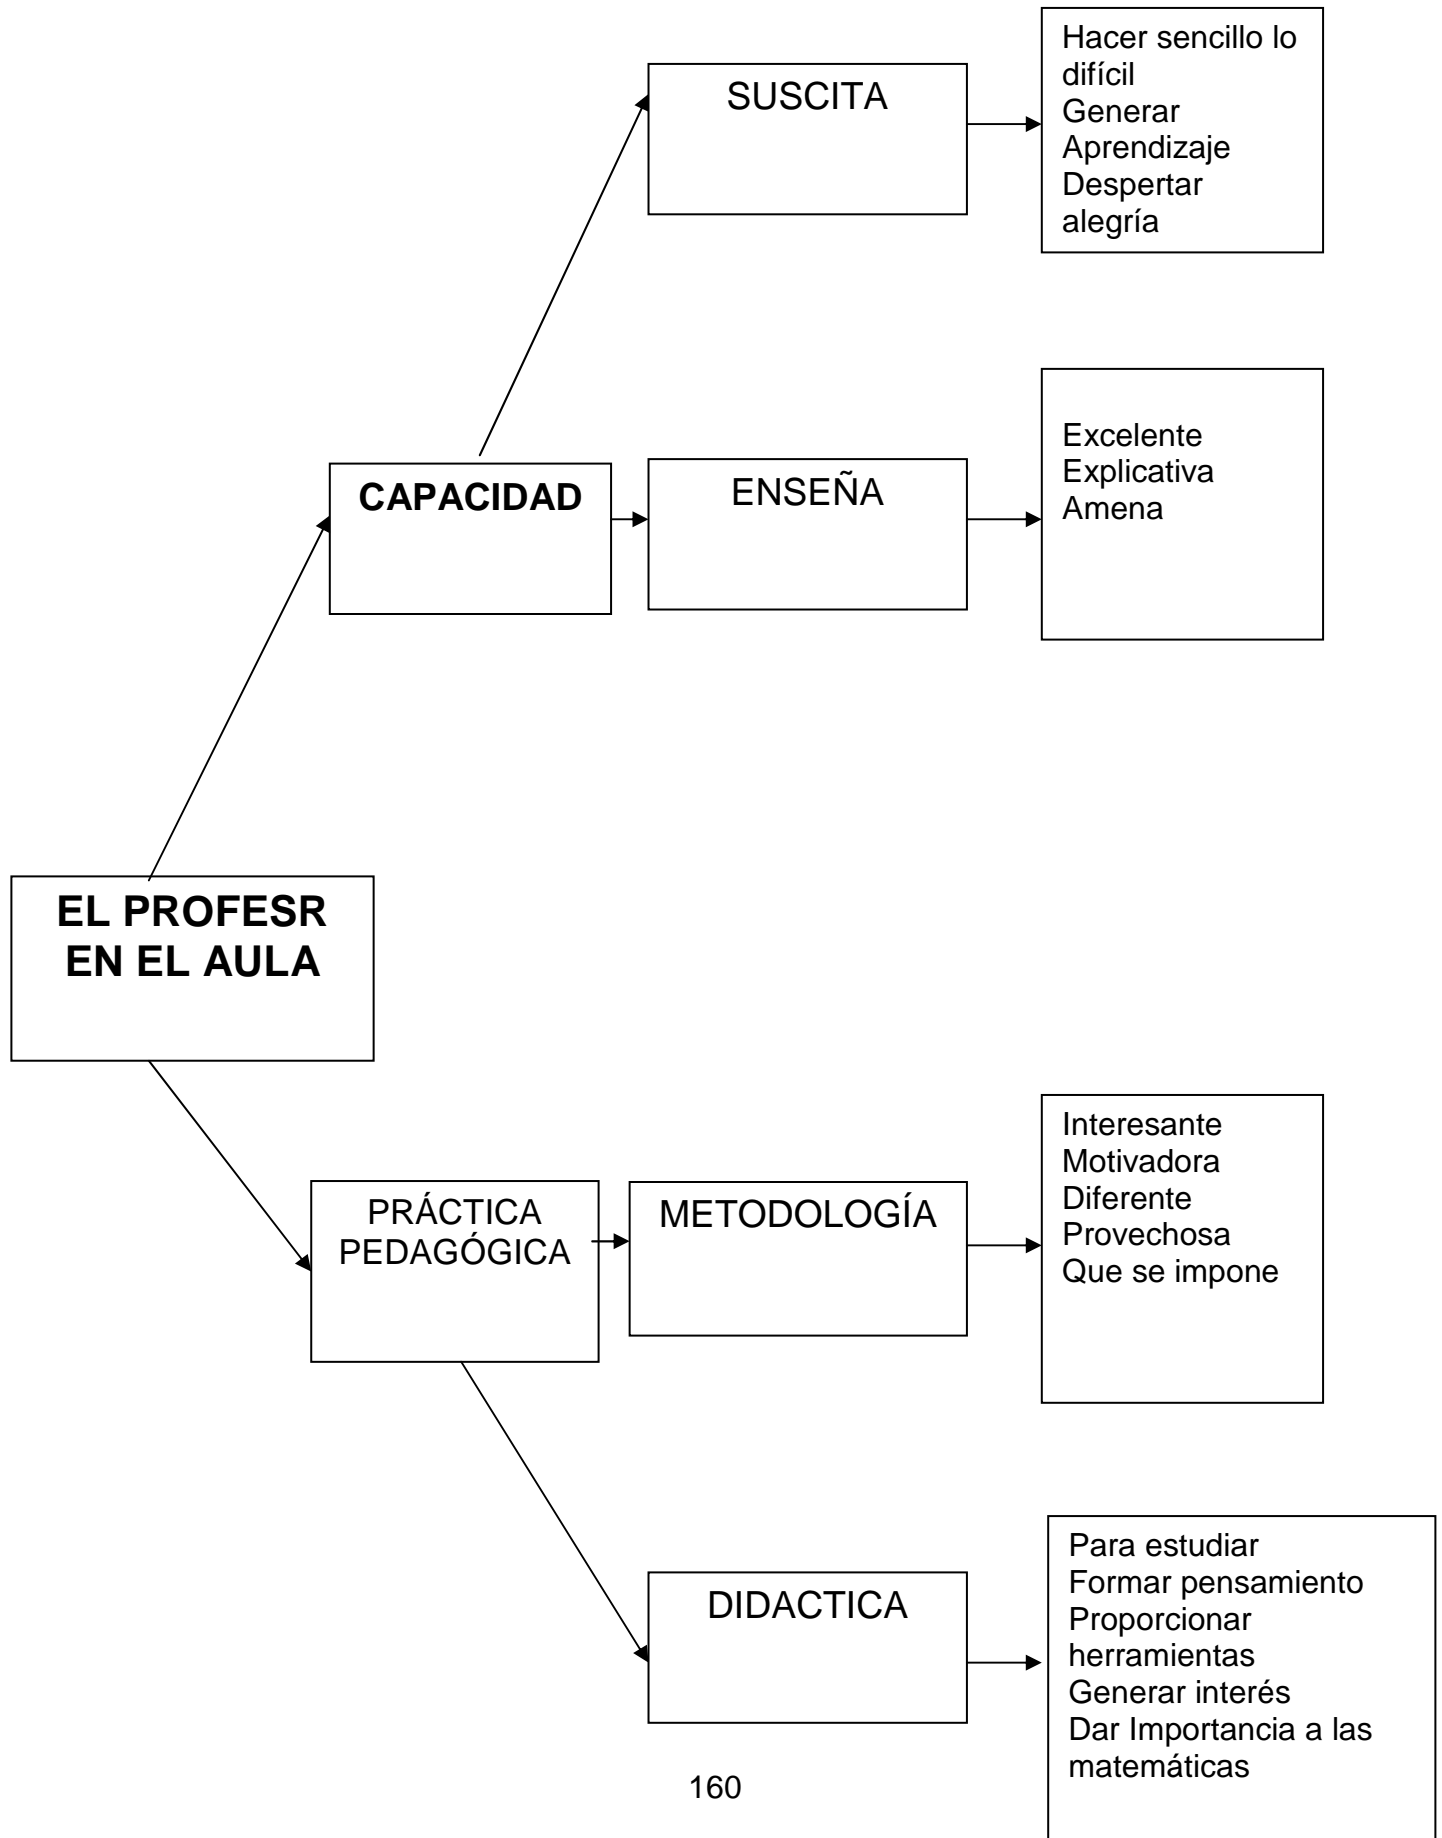 Hacer sencillo lo
difícil
Generar
Aprendizaje
Despertar
alegría
SUSCITA
Excelente
Explicativa
Amena
CAPACIDAD
ENSEÑA
EL PROFESR
EN EL AULA
Interesante
Motivadora
Diferente
Provechosa
Que se impone
PRÁCTICA
PEDAGÓGICA
METODOLOGÍA
Para estudiar
Formar pensamiento
Proporcionar
herramientas
Generar interés
Dar Importancia a las
matemáticas
DIDACTICA
160